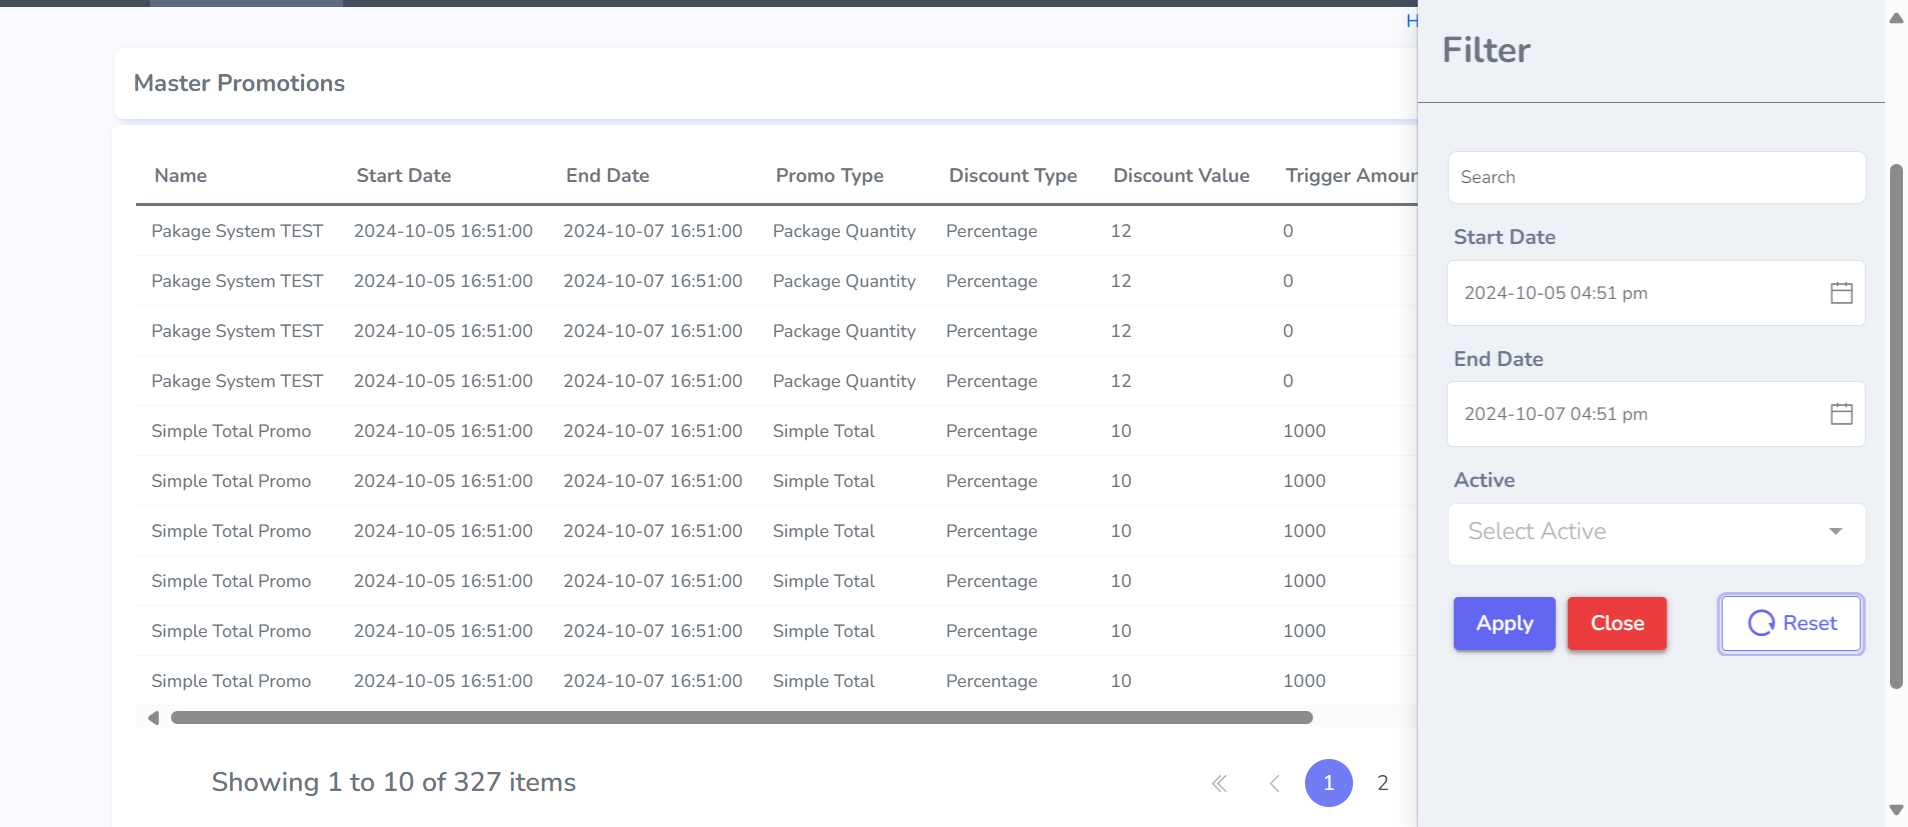 H
Master Promotions
Name Start Date End Date Promo Type Discount Type Discount Value Trigger Amour
Pakage System TEST 2024-10-05 16:51:00 2024-10-07 16:51:00 Package Quantity Percentage 12 0
Pakage System TEST 2024-10-05 16:51:00 2024-10-07 16:51:00 Package Quantity Percentage 12 0
Pakage System TEST 2024-10-05 16:51:00 2024-10-07 16:51:00 Package Quantity Percentage 12 0
Pakage System TEST 2024-10-05 16:51:00 2024-10-07 16:51:00 Package Quantity Percentage 12 0
Simple Total Promo 2024-10-05 16:51:00 2024-10-07 16:51:00 Simple Total Percentage 10 1000
Simple Total Promo 2024-10-05 16:51:00 2024-10-07 16:51:00 Simple Total Percentage 10 1000
Simple Total Promo 2024-10-05 16:51:00 2024-10-07 16:51:00 Simple Total Percentage 10 1000
Simple Total Promo 2024-10-05 16:51:00 2024-10-07 16:51:00 Simple Total Percentage 10 1000
Simple Total Promo 2024-10-05 16:51:00 2024-10-07 16:51:00 Simple Total Percentage 10 1000
Simple Total Promo 2024-10-05 16:51:00 2024-10-07 16:51:00 Simple Total Percentage 10 1000
Showing 1 to 10 of 327 items
1 2
Filter
Search
Start Date
2024-10-05 04:51 pm
End Date
2024-10-07 04:51 pm
Active
Select Active
Apply Close Reset